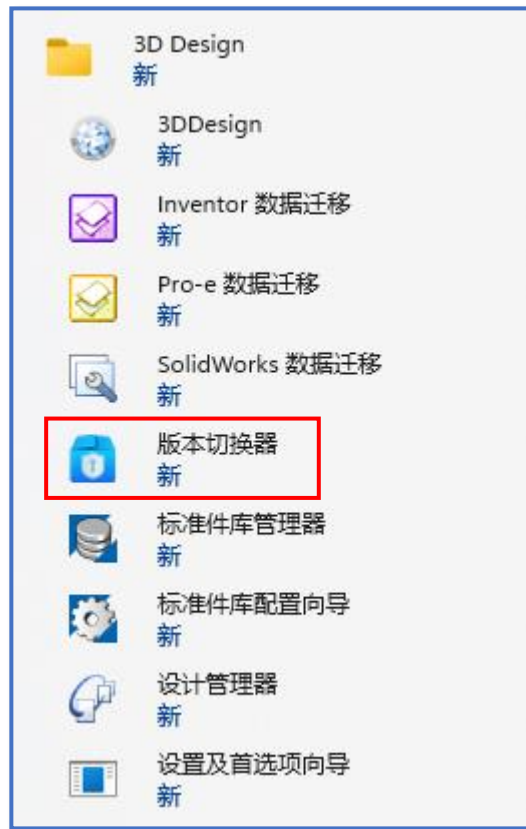 3D Design
新
3DDesign
新
Inventor 数据迁移
新
Pro-e 数据迁移
新
SolidWorks 数据迁移
新
版本切换器
新
标准件库管理器
新
标准件库配置向导
新
设计管理器
新
设置及首选项向导
新